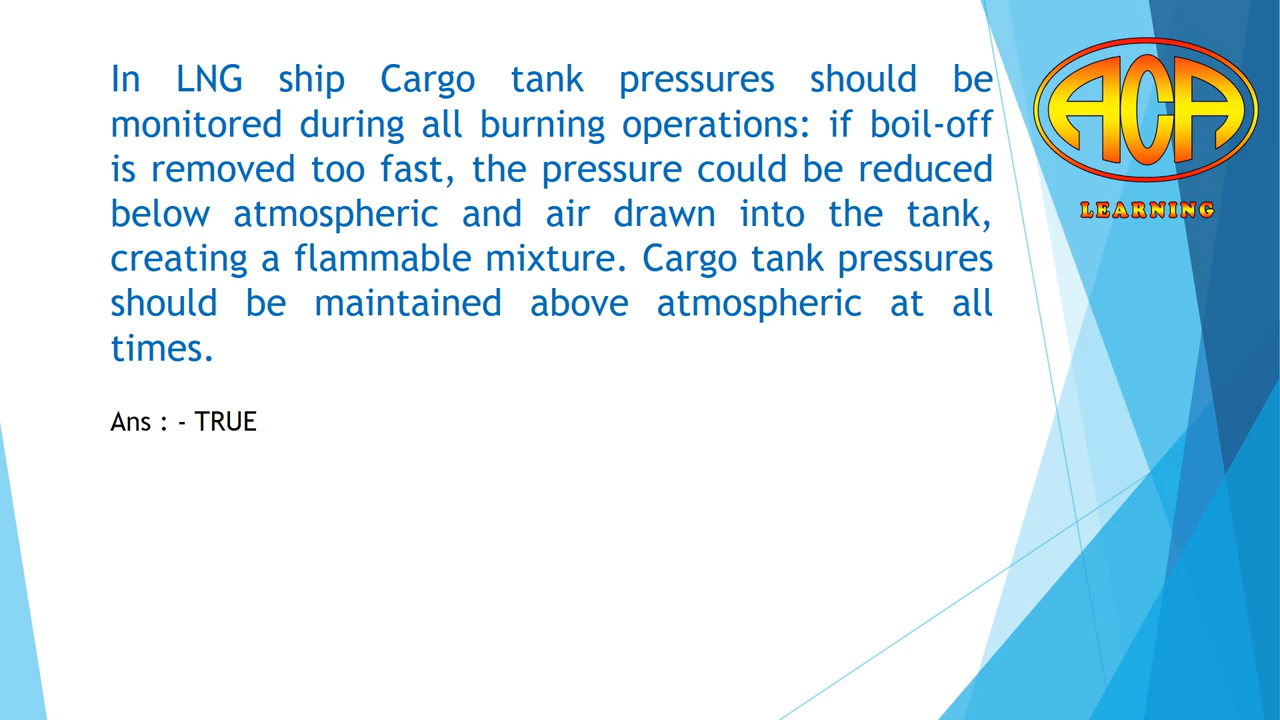 In LNG ship Cargo tank pressures should be
monitored during all burning operations: if boil-off
is removed too fast, the pressure could be reduced
below atmospheric and air drawn into the tank,
creating a flammable mixture. Cargo tank pressures
should be maintained above atmospheric at all
times.
Ans : - TRUE
ACA
LEARNING